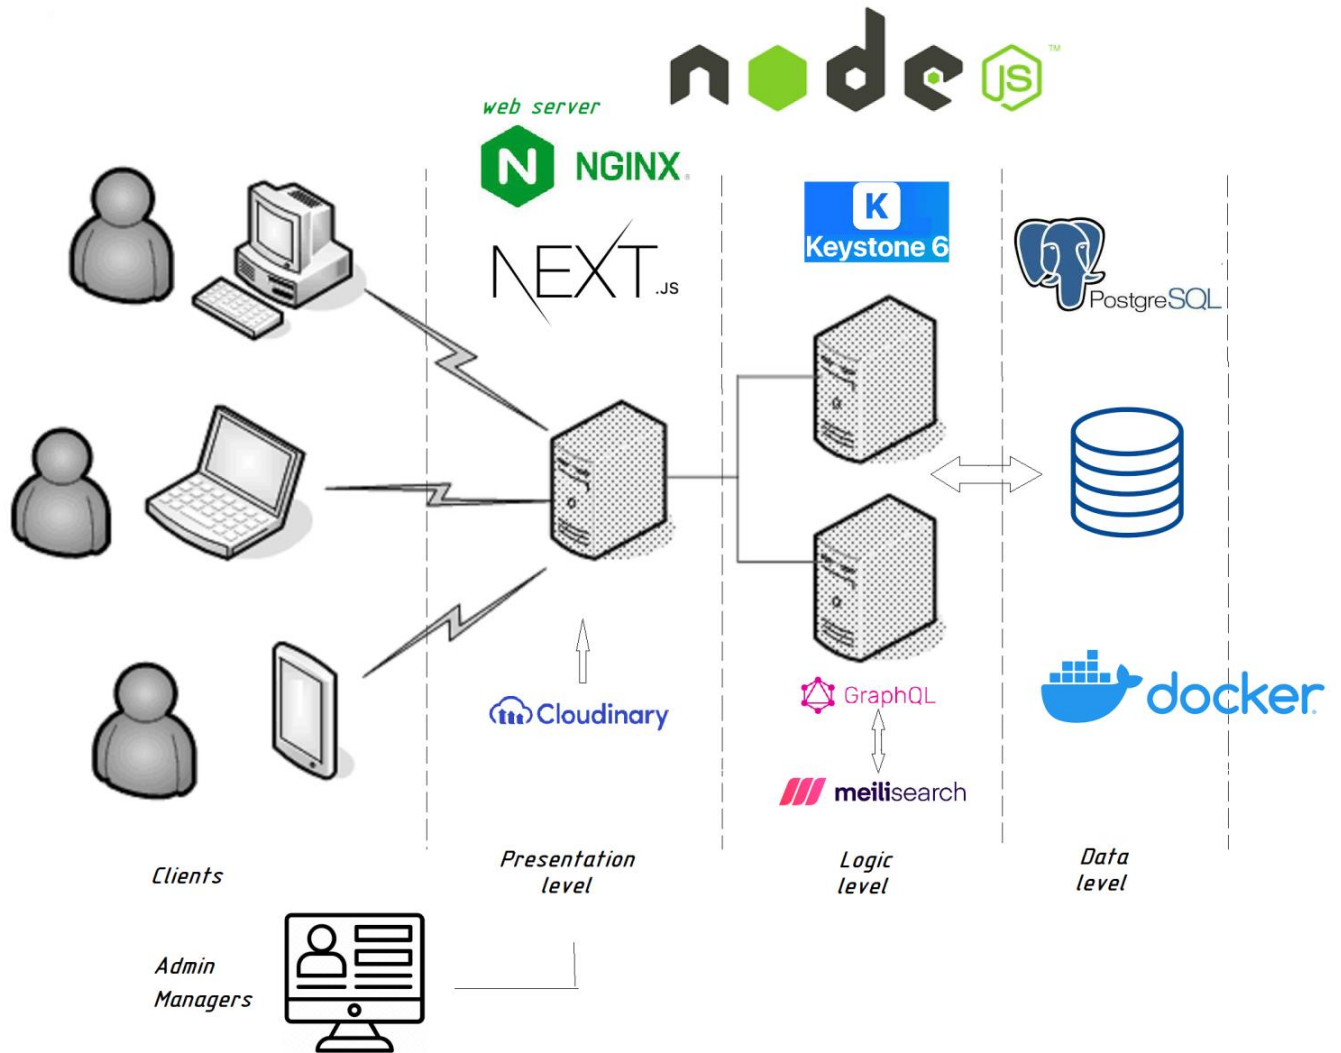 node JS ™
web server
N NGINX®
NEXT.JS
K
Keystone 6
PostgreSQL
Cloudinary
GraphQL
docker
meilisearch
Clients
Presentation
level
Logic
level
Data
level
Admin
Managers